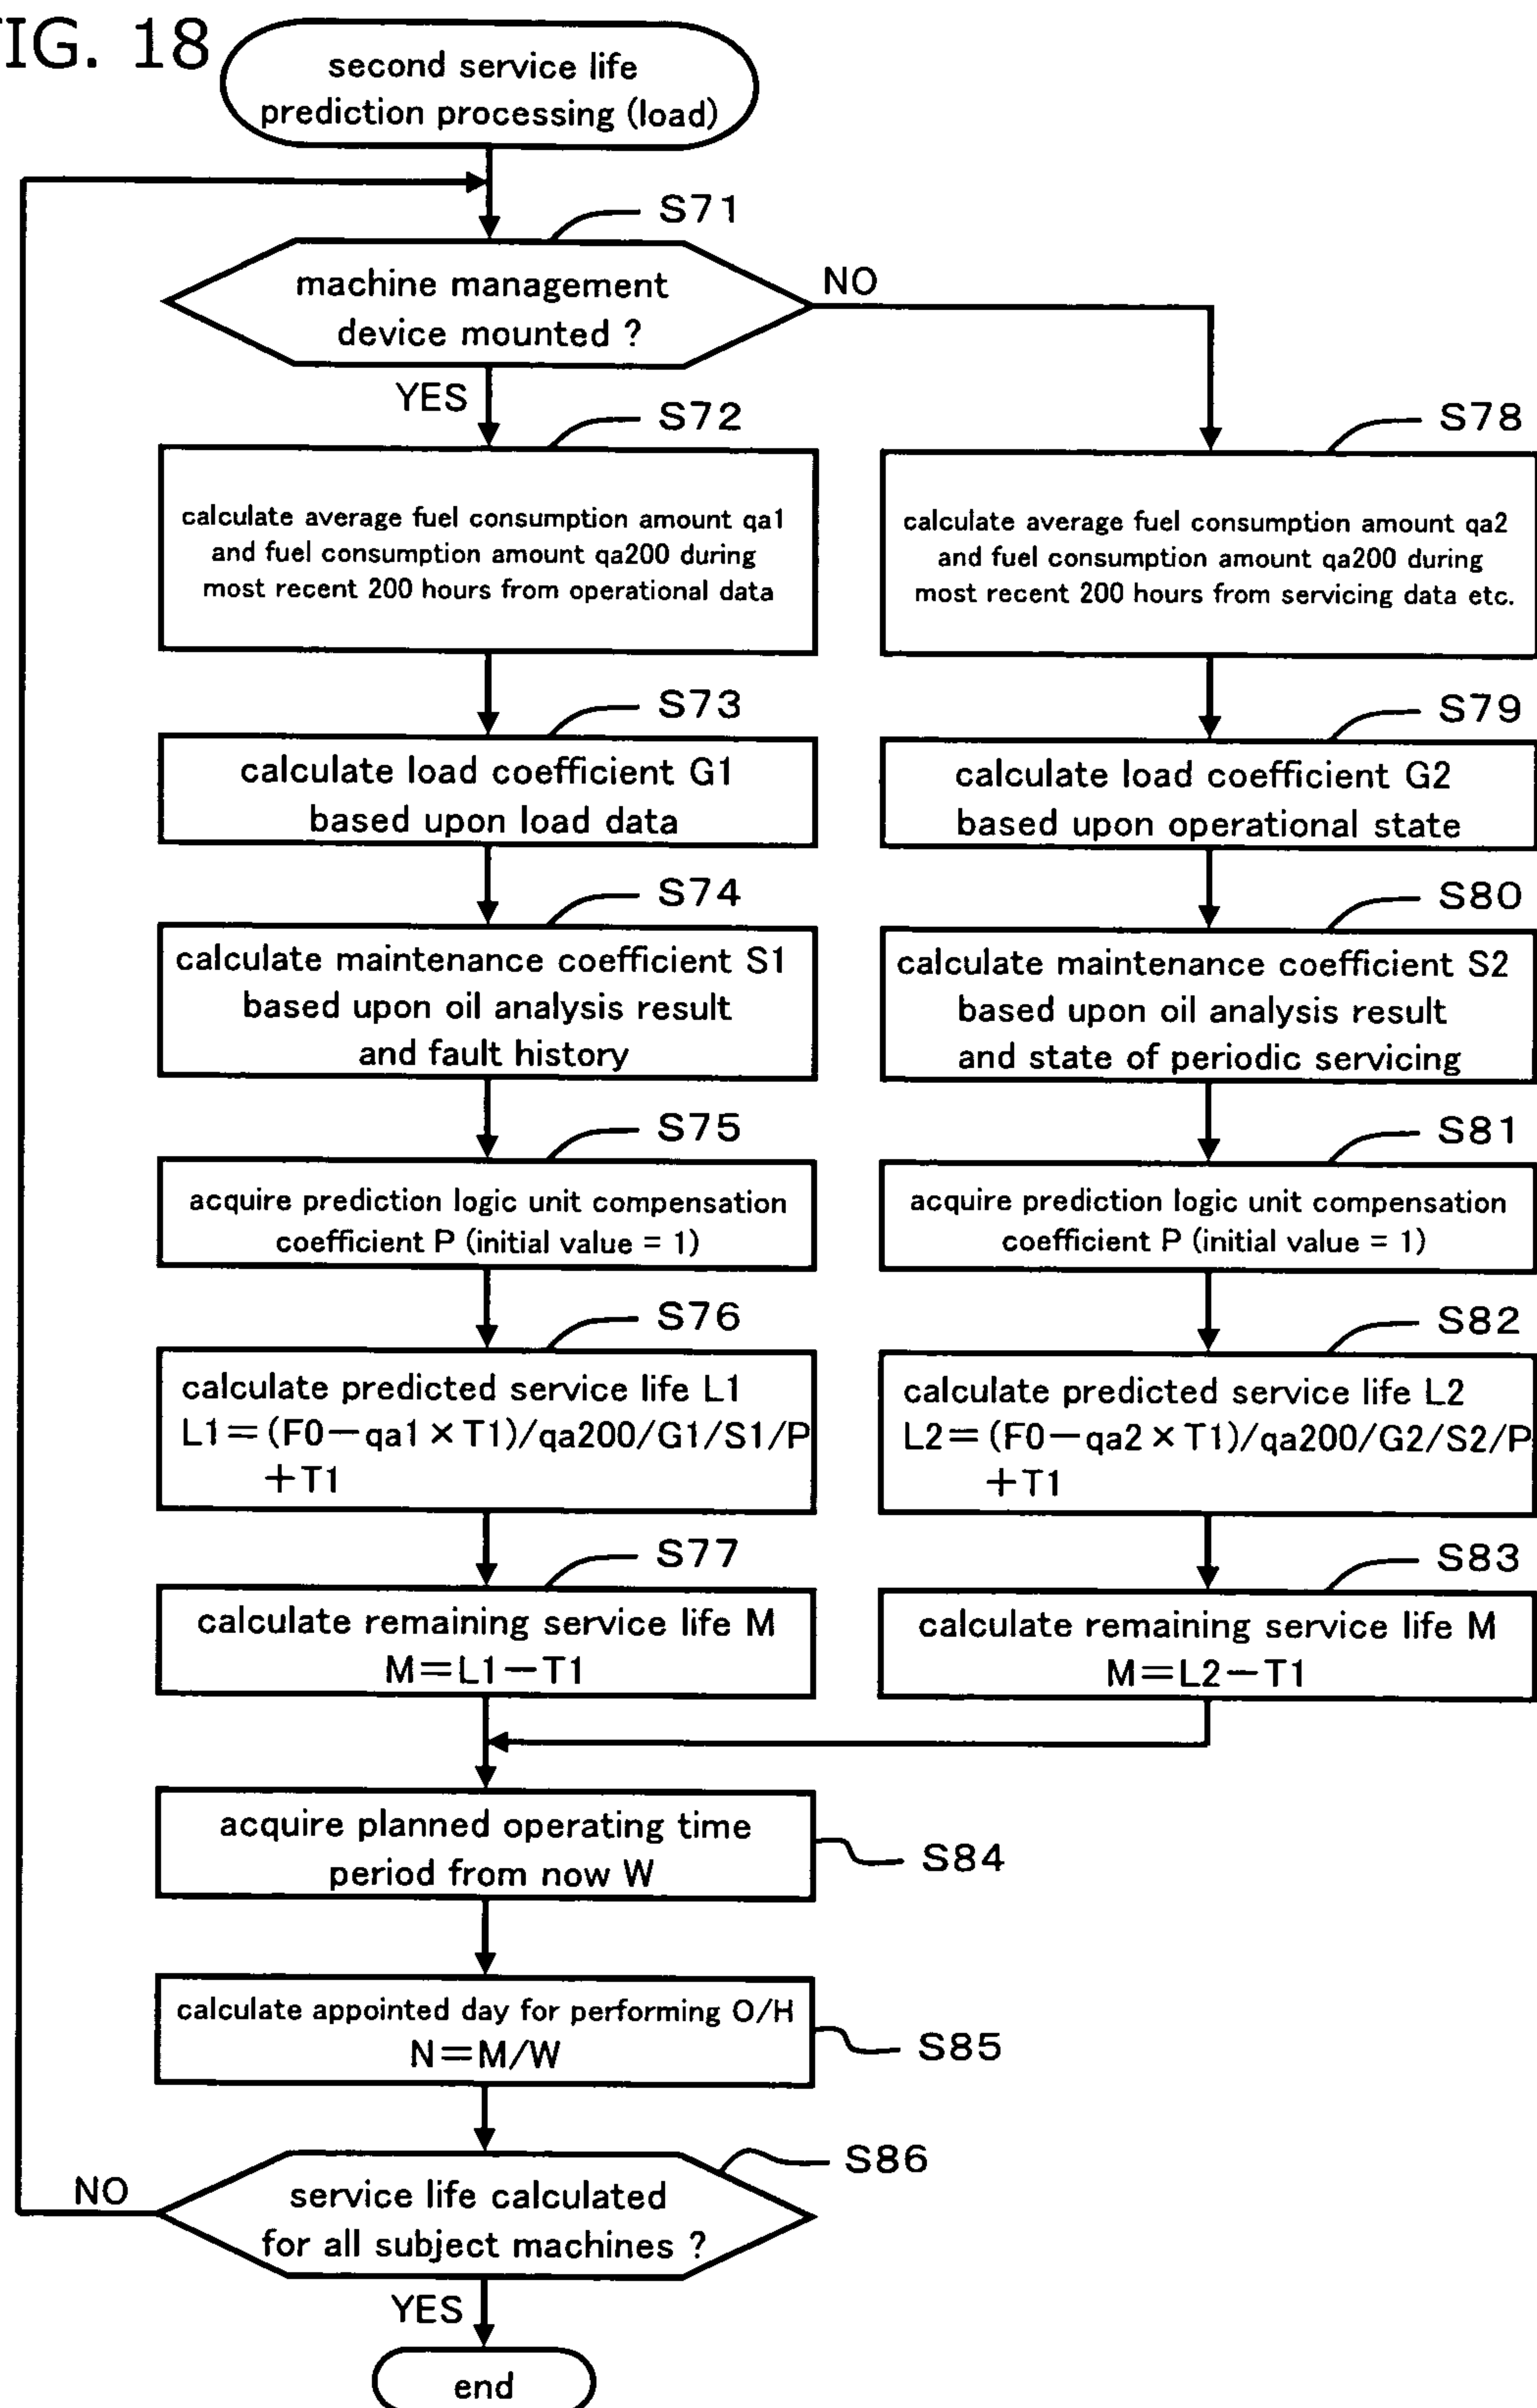 FIG. 18
second service life
prediction processing (load)
S71
machine management
device mounted ?
NO
YES
S72
calculate average fuel consumption amount qa1
and fuel consumption amount qa200 during
most recent 200 hours from operational data
S73
calculate load coefficient G1
based upon load data
S74
calculate maintenance coefficient S1
based upon oil analysis result
and fault history
S75
acquire prediction logic unit compensation
coefficient P (initial value = 1)
S76
calculate predicted service life L1
L1=(F0−qa1×T1)/qa200/G1/S1/P
+T1
S77
calculate remaining service life M
M=L1−T1
S78
calculate average fuel consumption amount qa2
and fuel consumption amount qa200 during
most recent 200 hours from servicing data etc.
S79
calculate load coefficient G2
based upon operational state
S80
calculate maintenance coefficient S2
based upon oil analysis result
and state of periodic servicing
S81
acquire prediction logic unit compensation
coefficient P (initial value = 1)
S82
calculate predicted service life L2
L2=(F0−qa2×T1)/qa200/G2/S2/P
+T1
S83
calculate remaining service life M
M=L2−T1
acquire planned operating time
period from now W
S84
calculate appointed day for performing O/H
N=M/W
S85
S86
service life calculated
for all subject machines ?
NO
YES
end